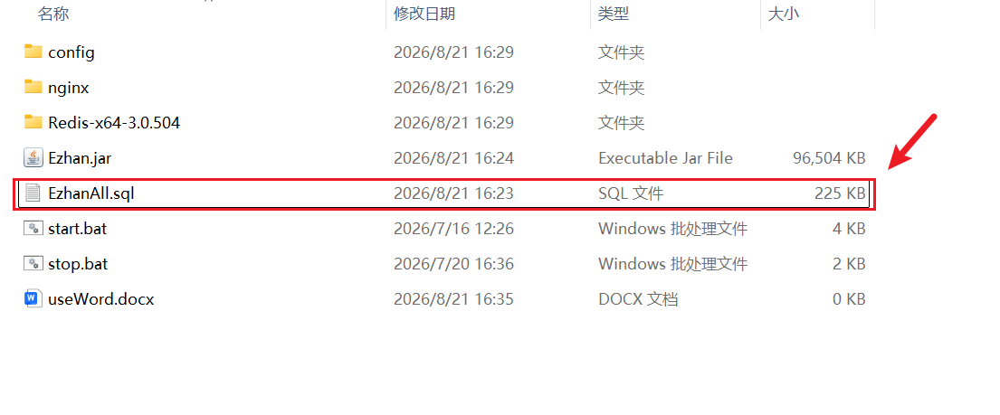 名称 修改日期 类型 大小
config 2026/8/21 16:29 文件夹
nginx 2026/8/21 16:29 文件夹
Redis-x64-3.0.504 2026/8/21 16:29 文件夹
Ezhan.jar 2026/8/21 16:24 Executable Jar File 96,504 KB
EzhanAll.sql 2026/8/21 16:23 SQL 文件 225 KB
start.bat 2026/7/16 12:26 Windows 批处理文件 4 KB
stop.bat 2026/7/20 16:36 Windows 批处理文件 2 KB
useWord.docx 2026/8/21 16:35 DOCX 文档 0 KB